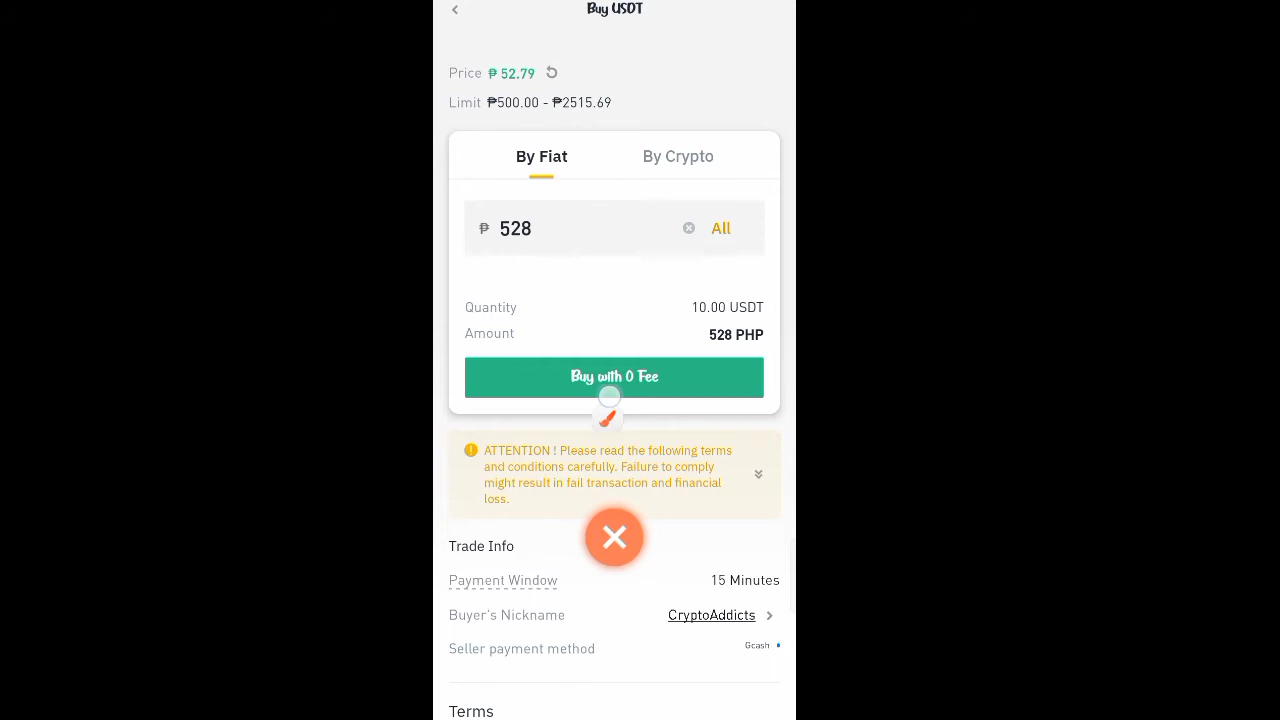 Buy USDT
Price ₱ 52.79
Limit ₱500.00 - ₱2515.69
By Fiat By Crypto
₱ 528 All
Quantity 10.00 USDT
Amount 528 PHP
Buy with 0 Fee
ATTENTION ! Please read the following terms
and conditions carefully. Failure to comply
might result in fail transaction and financial
loss.
Trade Info
Payment Window 15 Minutes
Buyer's Nickname CryptoAddicts
Seller payment method Gcash
Terms